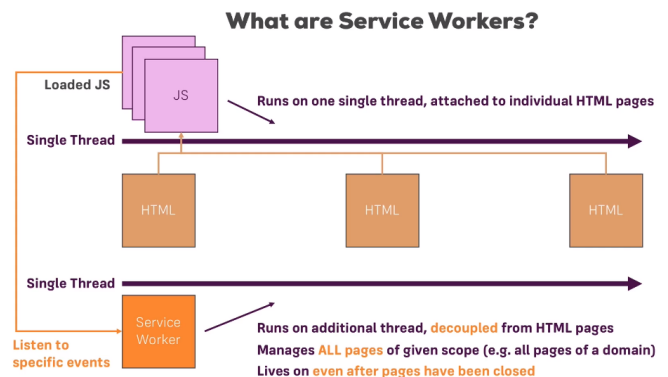 What are Service Workers?
Loaded JS
JS
Runs on one single thread, attached to individual HTML pages
Single Thread
HTML
HTML
HTML
Single Thread
Service
Worker
Listen to
specific events
Runs on additional thread, decoupled from HTML pages
Manages ALL pages of given scope (e.g. all pages of a domain)
Lives on even after pages have been closed